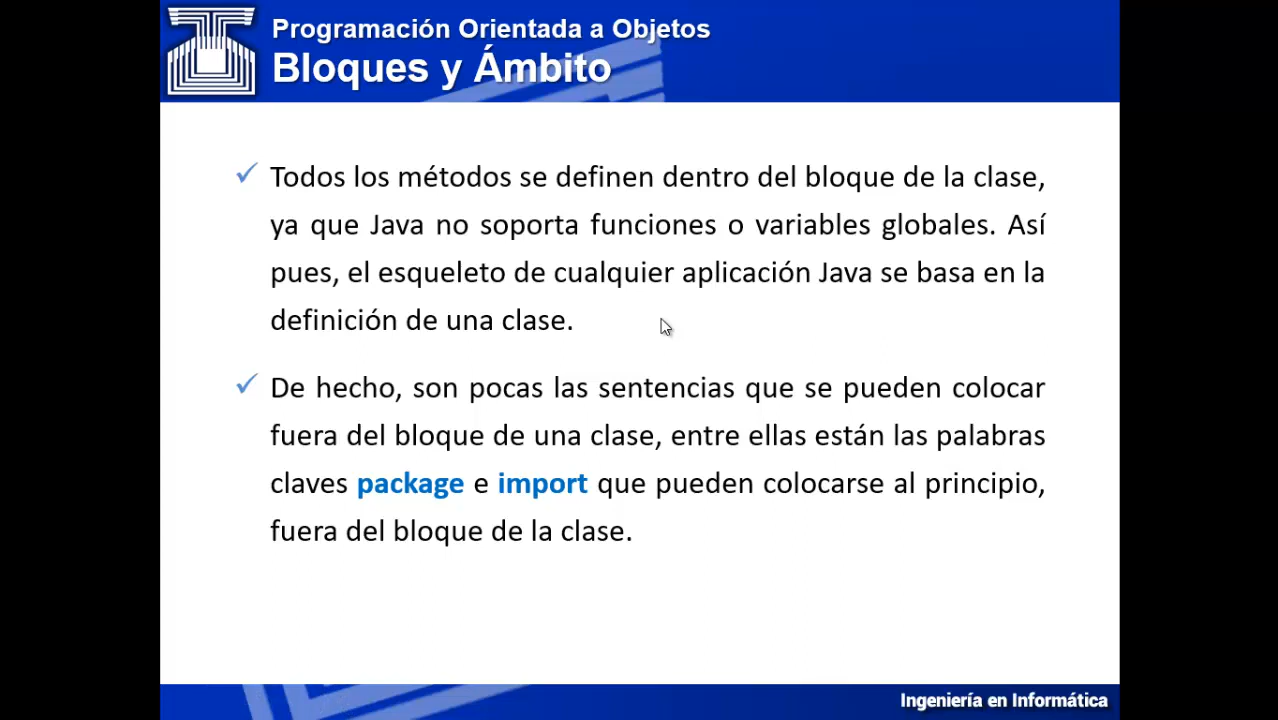 Programación Orientada a Objetos
Bloques y Ámbito
Todos los métodos se definen dentro del bloque de la clase,
ya que Java no soporta funciones o variables globales. Así
pues, el esqueleto de cualquier aplicación Java se basa en la
definición de una clase.
De hecho, son pocas las sentencias que se pueden colocar
fuera del bloque de una clase, entre ellas están las palabras
claves package e import que pueden colocarse al principio,
fuera del bloque de la clase.
Ingeniería en Informática